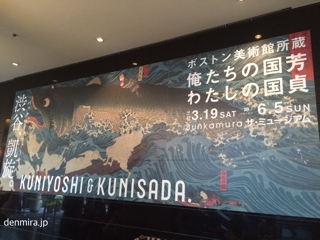 ボストン美術館所蔵
俺たちの国芳
わたしの国貞
3.19 SAT
6.5 SUN
Bunkamura ザ・ミュージアム
渋谷、凱旋。
KUNIYOSHI & KUNISADA.
denmira.jp